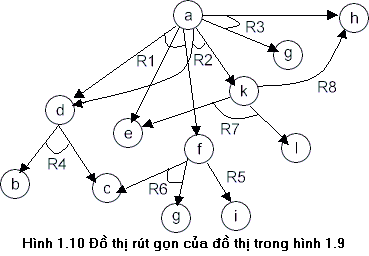 a
h
R3
R1
R2
g
k
R8
d
e
R7
R4
f
l
b
c
R6
R5
g
i
Hình 1.10 Đồ thị rút gọn của đồ thị trong hình 1.9